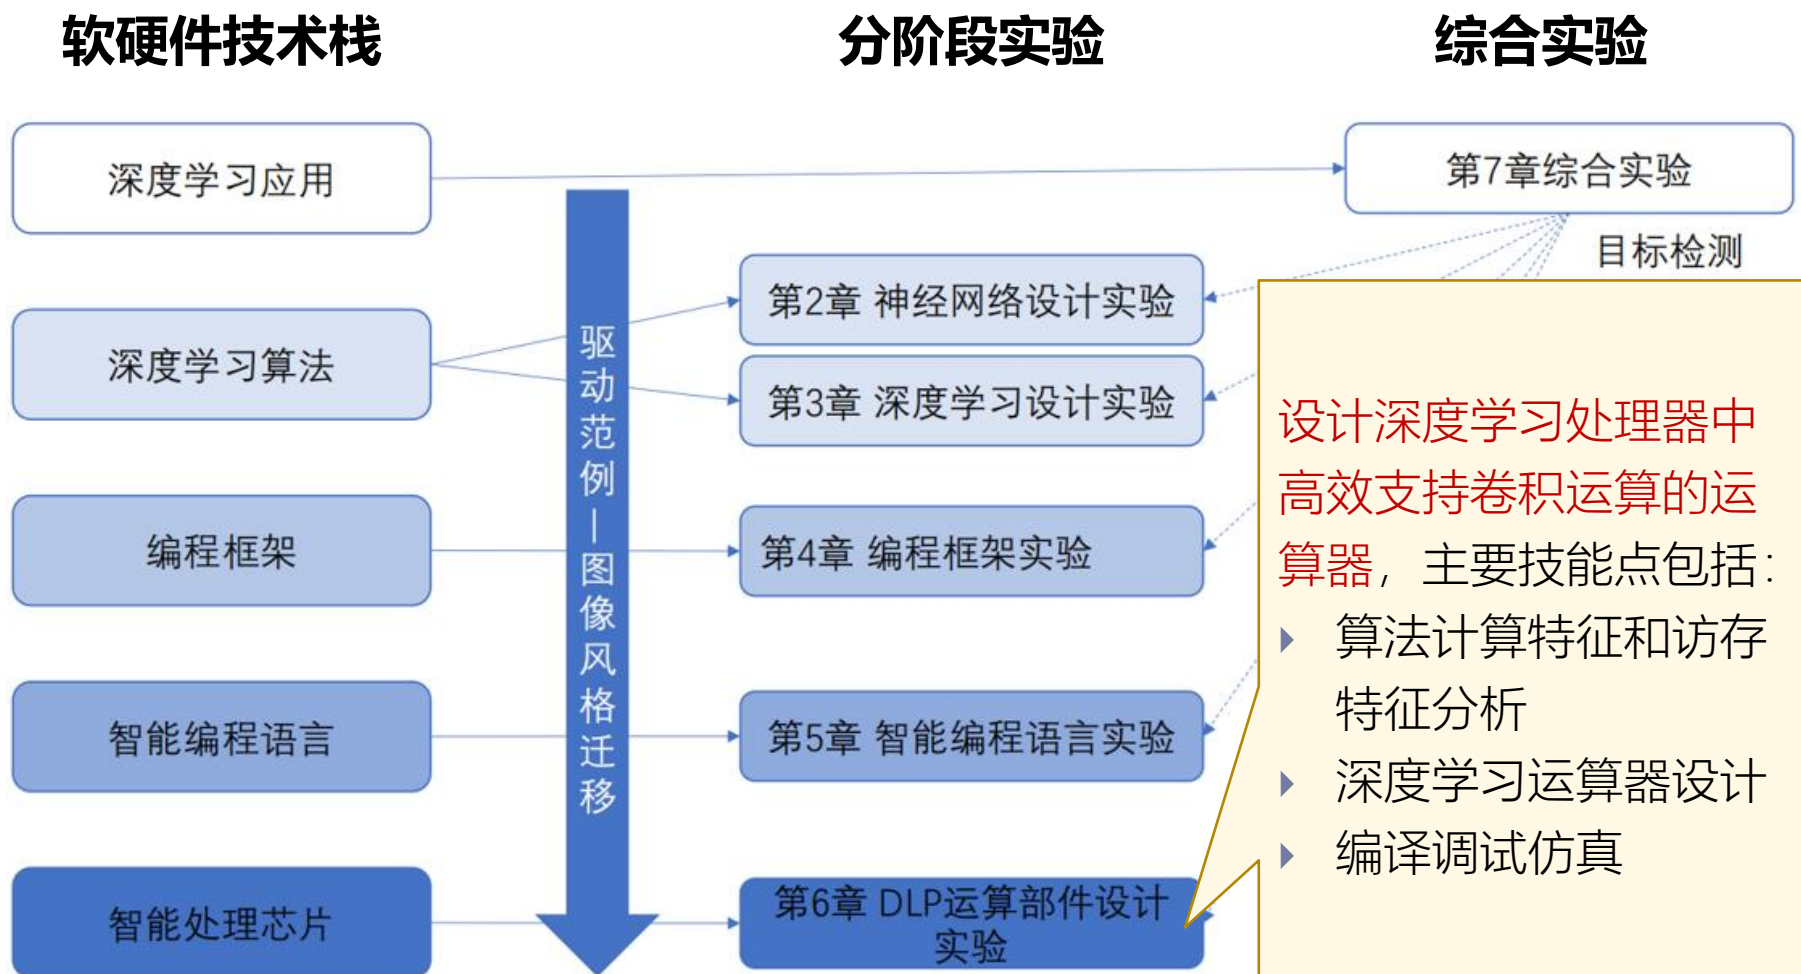 软硬件技术栈
分阶段实验
综合实验
深度学习应用
第7章综合实验
目标检测
深度学习算法
第2章 神经网络设计实验
第3章 深度学习设计实验
编程框架
第4章 编程框架实验
智能编程语言
第5章 智能编程语言实验
智能处理芯片
第6章 DLP运算部件设计
实验
驱动范例—图像风格迁移
设计深度学习处理器中
高效支持卷积运算的运
算器，主要技能点包括：
算法计算特征和访存
特征分析
深度学习运算器设计
编译调试仿真